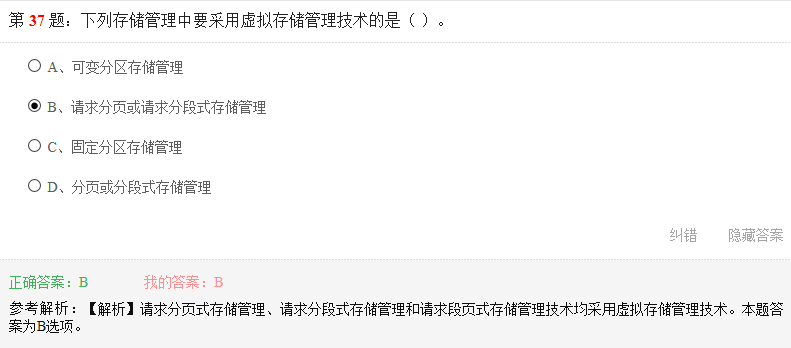 第 37 题：下列存储管理中要采用虚拟存储管理技术的是（ ）。
A、可变分区存储管理
B、请求分页或请求分段式存储管理
C、固定分区存储管理
D、分页或分段式存储管理
纠错 隐藏答案
正确答案：B 我的答案：B
参考解析：【解析】请求分页式存储管理、请求分段式存储管理和请求段页式存储管理技术均采用虚拟存储管理技术。本题答
案为B选项。